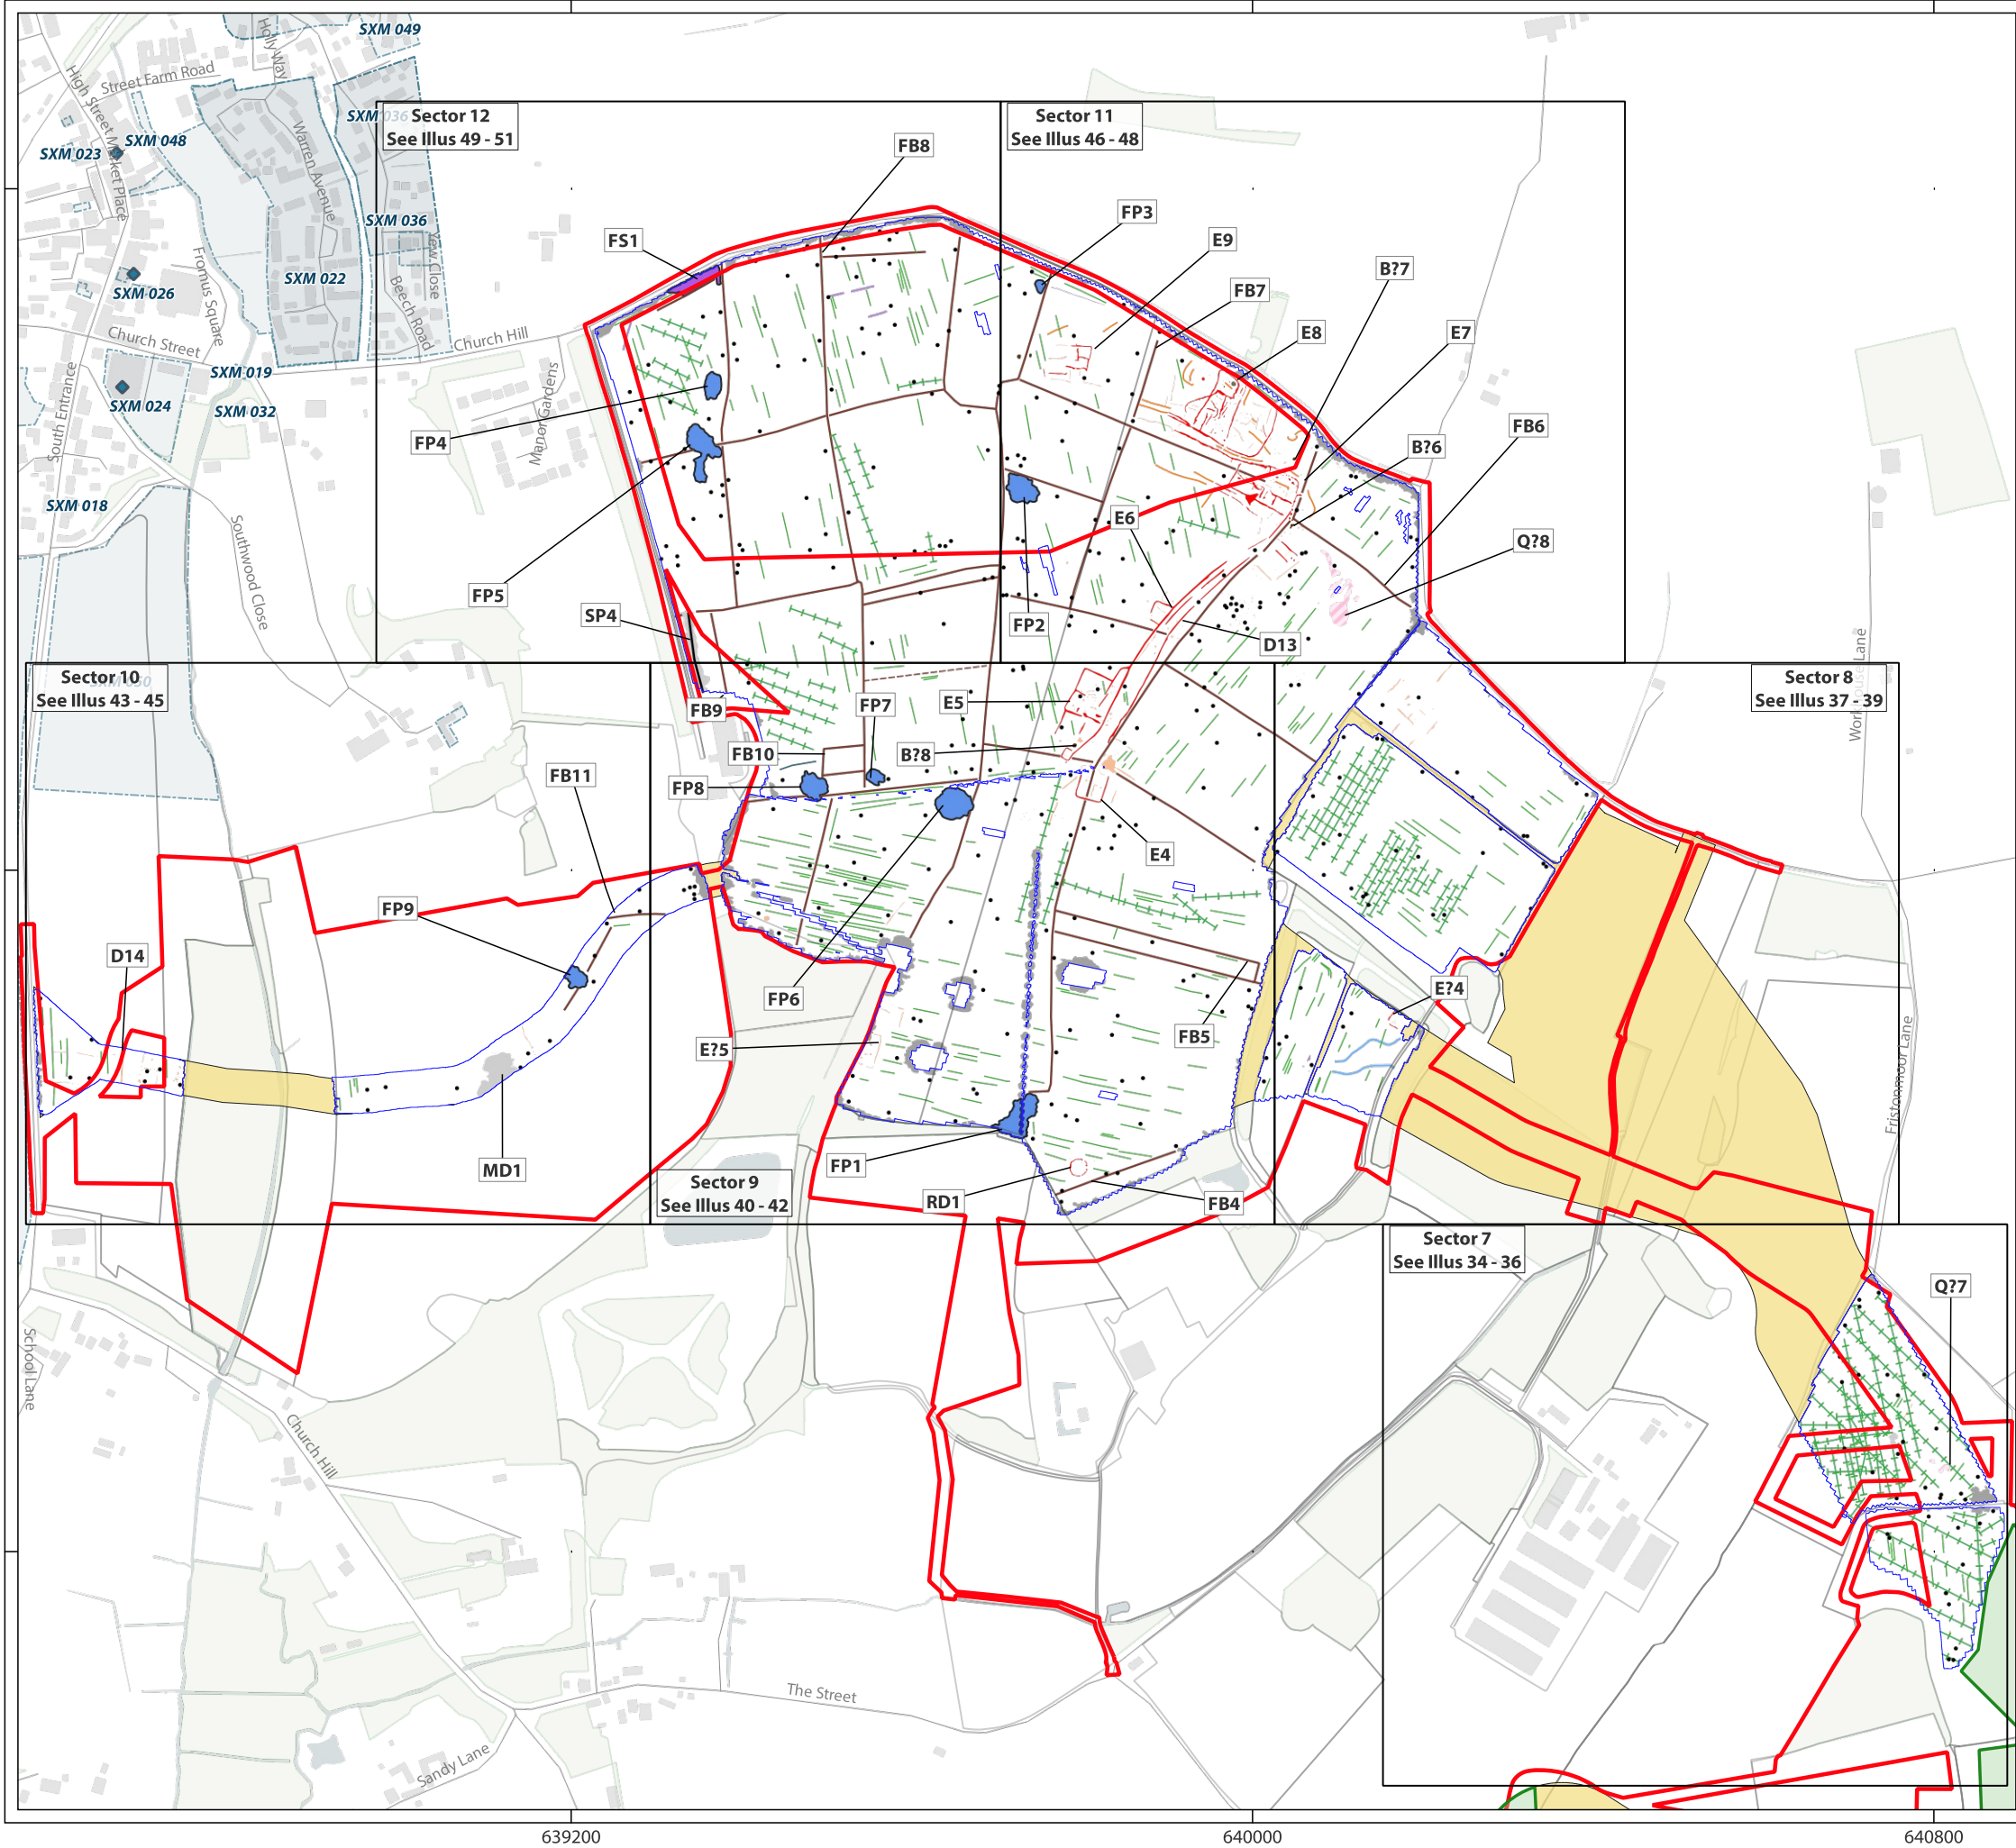 SXM 049
Holly Way
Street Farm Road
High Street
Market Place
SXM 048
SXM 023
Warren Avenue
SXM 036
Sector 12
See Illus 49 - 51
Sector 11
See Illus 46 - 48
FB8
FP3
FS1
E9
SXM 036
Yew Close
Fromus Square
SXM 022
SXM 026
Beech Road
B?7
FB7
E8
E7
Church Street
Church Hill
SXM 019
SXM 024
SXM 032
South Entrance
Manor Gardens
FP4
FB6
B?6
SXM 018
Southwood Close
E6
Q?8
FP5
SP4
FP2
D13
Workhouse Lane
Sector 10
See Illus 43 - 45
Sector 8
See Illus 37 - 39
FB9
FP7
E5
FB10
B?8
FB11
FP8
E4
FP9
D14
FP6
E?4
FB5
E?5
Fristonmoor Lane
MD1
FP1
Sector 9
See Illus 40 - 42
RD1
FB4
Sector 7
See Illus 34 - 36
Q?7
School Lane
Church Hill
The Street
Sandy Lane
639200
640000
640800